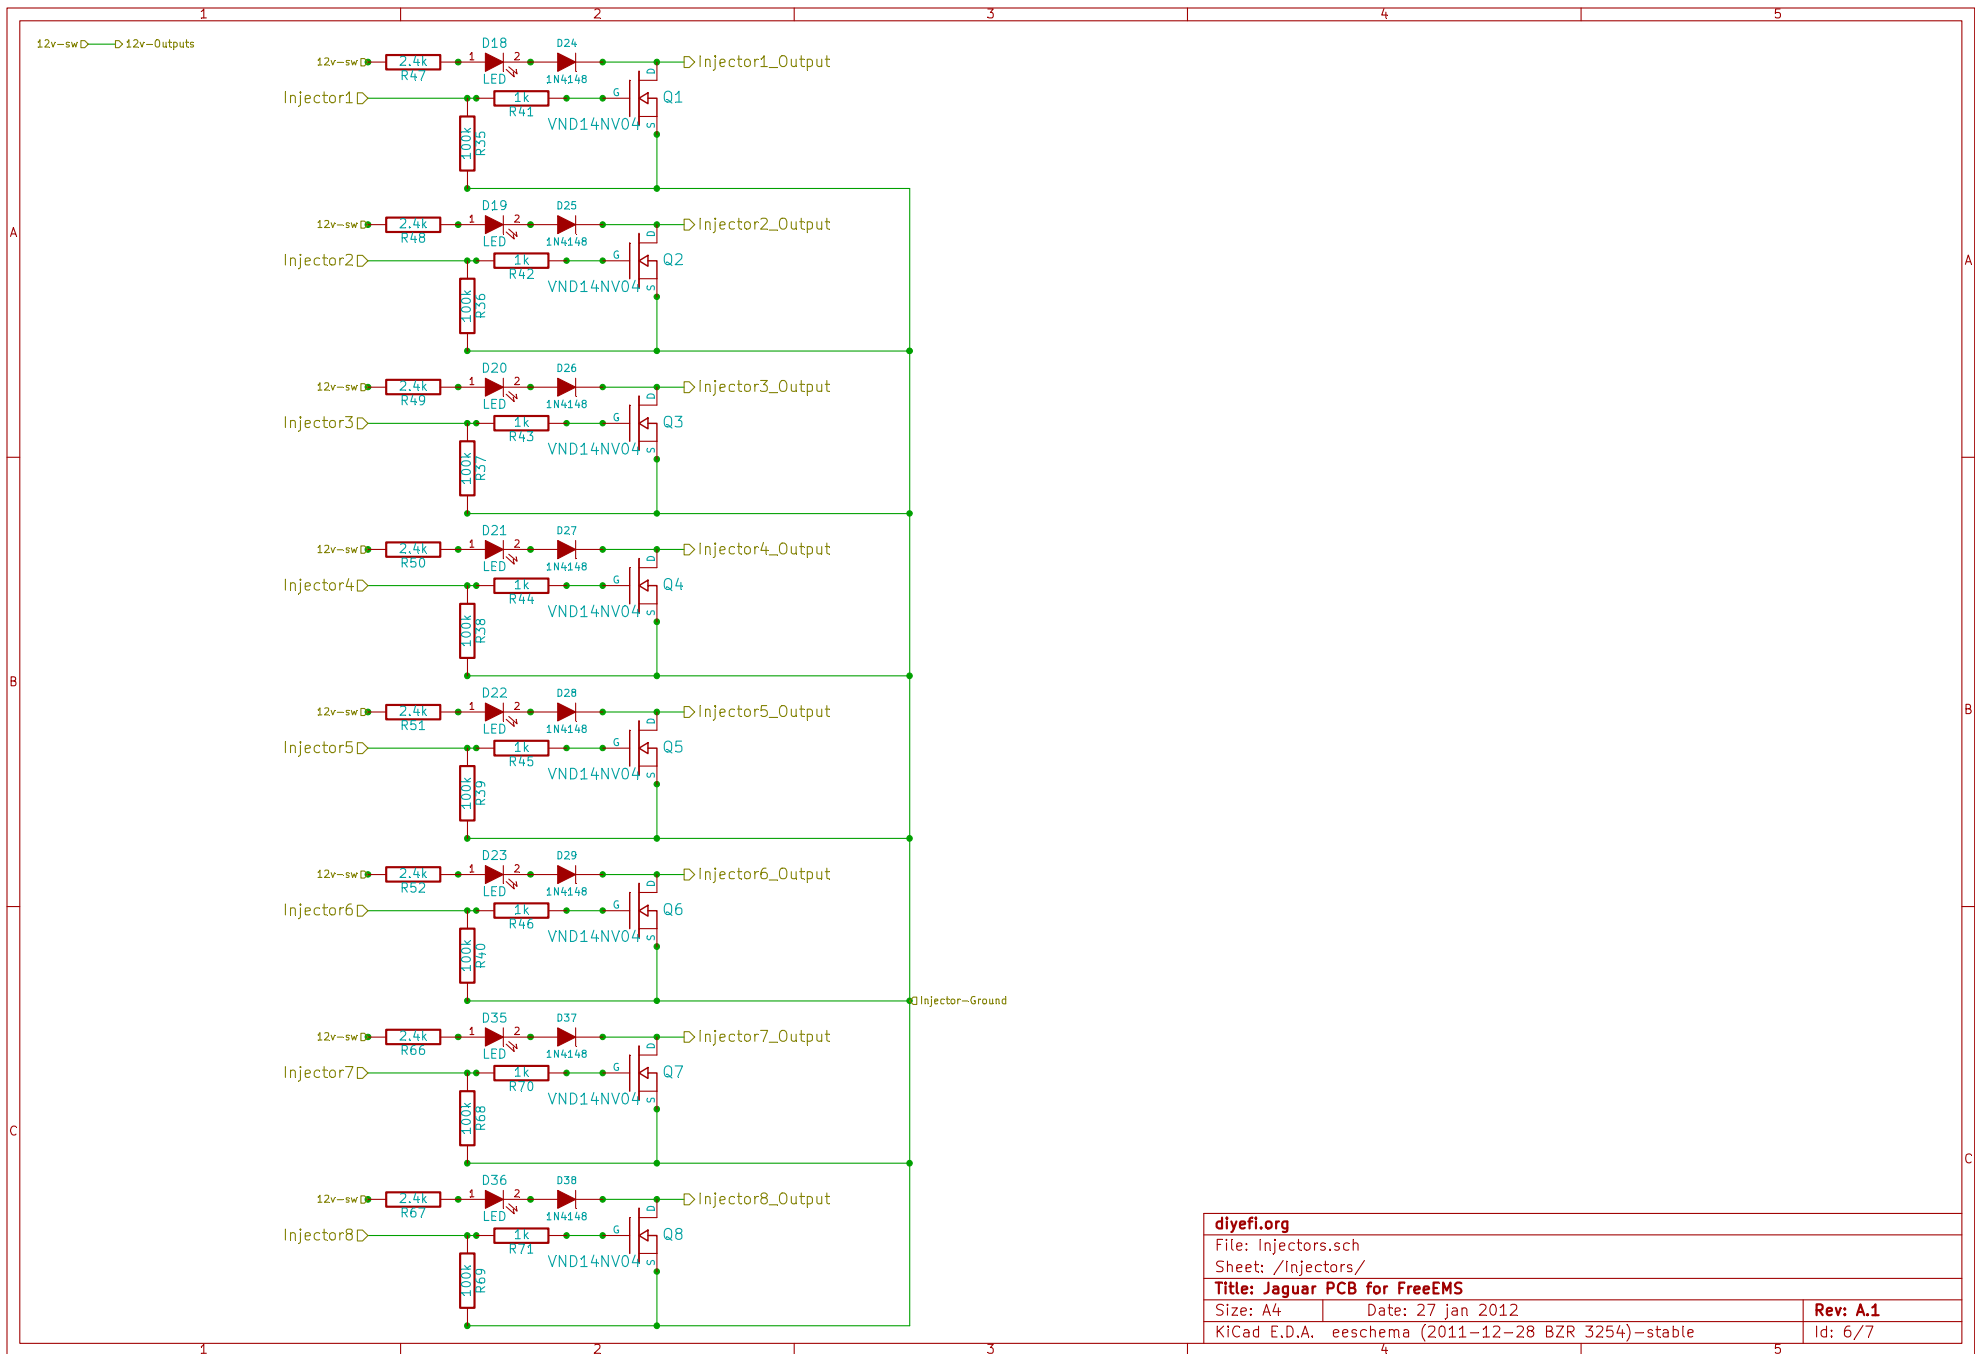 1 2 3 4 5
12v-sw 12v-Outputs
D18 D24
12v-sw 2.4k 1 2 D Injector1_Output
R47 LED 1N4148
Injector1 1k G Q1
R41 VND14NV04 S
100k R35
D19 D25
12v-sw 2.4k 1 2 D Injector2_Output
A
R48 LED 1N4148
Injector2 1k G Q2 A
R42 VND14NV04 S
100k R36
D20 D26
12v-sw 2.4k 1 2 D Injector3_Output
R49 LED 1N4148
Injector3 1k G Q3
R43 VND14NV04 S
100k R37
D21 D27
12v-sw 2.4k 1 2 D Injector4_Output
R50 LED 1N4148
Injector4 1k G Q4
R44 VND14NV04 S
100k R38
B
D22 D28
12v-sw 2.4k 1 2 D Injector5_Output B
R51 LED 1N4148
Injector5 1k G Q5
R45 VND14NV04 S
100k R39
D23 D29
12v-sw 2.4k 1 2 D Injector6_Output
R52 LED 1N4148
Injector6 1k G Q6
R46 VND14NV04 S
100k R40
Injector-Ground
D35 D37
12v-sw 2.4k 1 2 D Injector7_Output
R66 LED 1N4148
Injector7 1k G Q7
R70 VND14NV04 S
100k R68
C
C
D36 D38
12v-sw 2.4k 1 2 D Injector8_Output
R67 LED 1N4148
Injector8 1k G Q8
R71 VND14NV04 S
100k R69
diyefi.org
File: Injectors.sch
Sheet: /Injectors/
Title: Jaguar PCB for FreeEMS
Size: A4 Date: 27 jan 2012 Rev: A.1
KiCad E.D.A. eeschema (2011-12-28 BZR 3254)-stable Id: 6/7
1 2 3 4 5